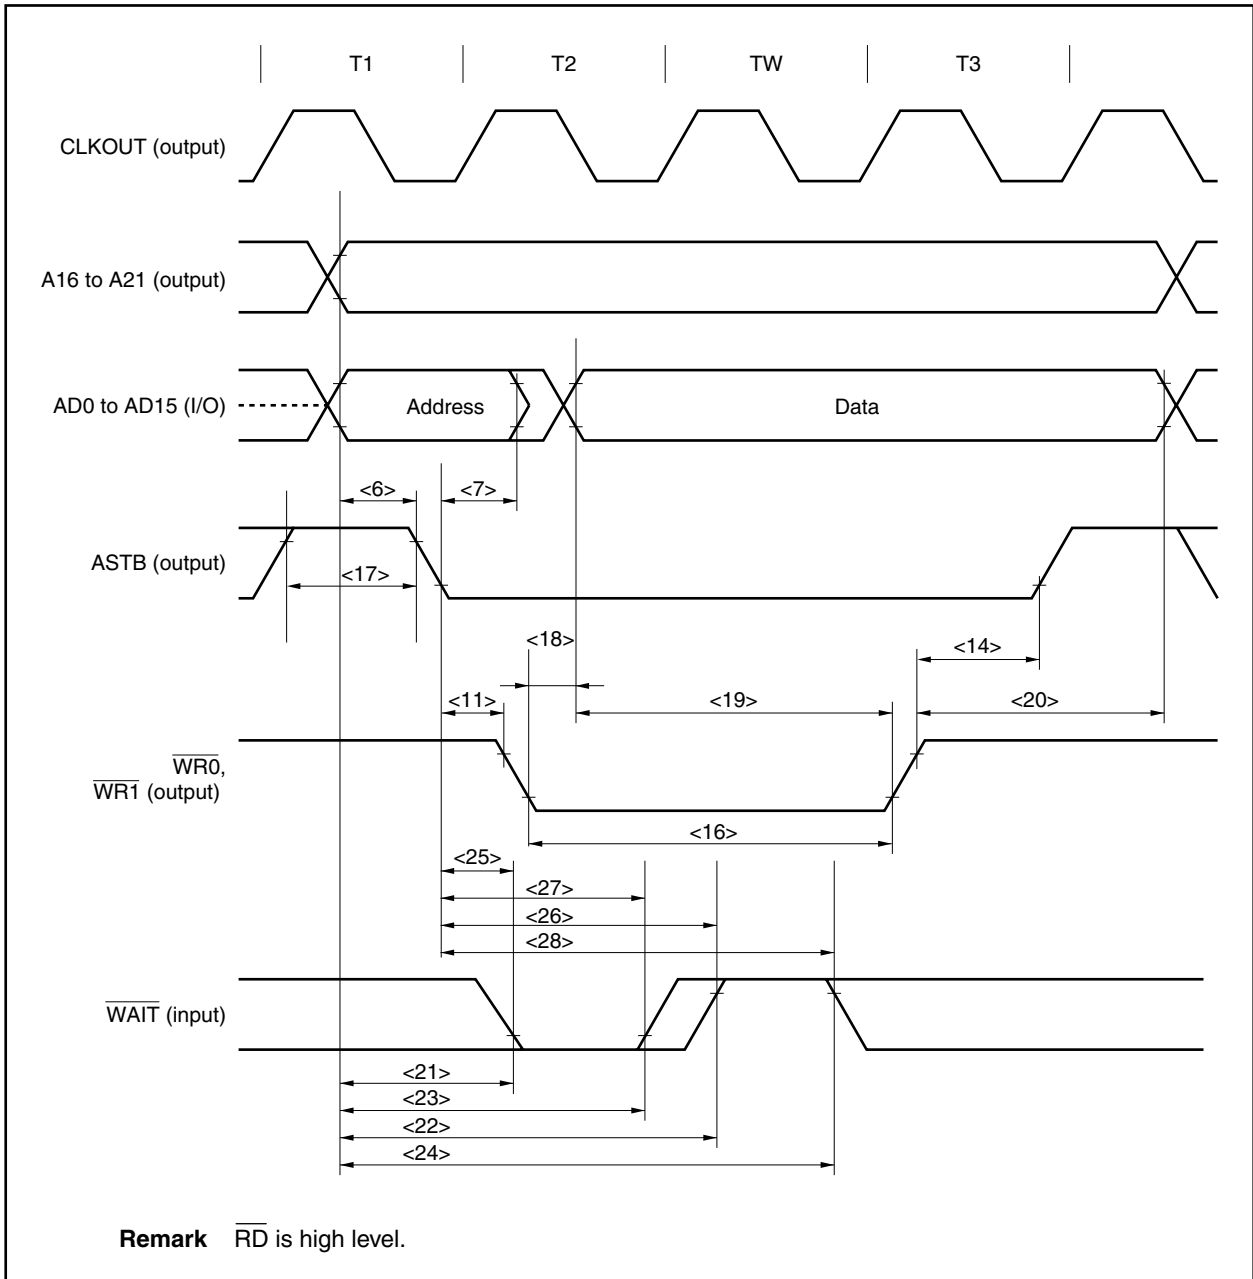 T1 T2 TW T3
CLKOUT (output)
A16 to A21 (output)
AD0 to AD15 (I/O) Address Data
<6> <7>
ASTB (output)
<17>
<18>
<14>
<11> <19> <20>
WR0,
WR1 (output)
<16>
<25>
<27>
<26>
<28>
WAIT (input)
<21>
<23>
<22>
<24>
Remark RD is high level.